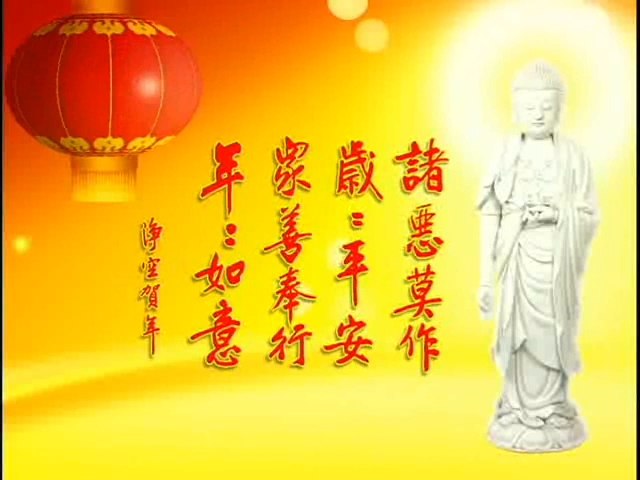 諸惡莫作
歲〻平安
眾善奉行
年〻如意
淨空賀年